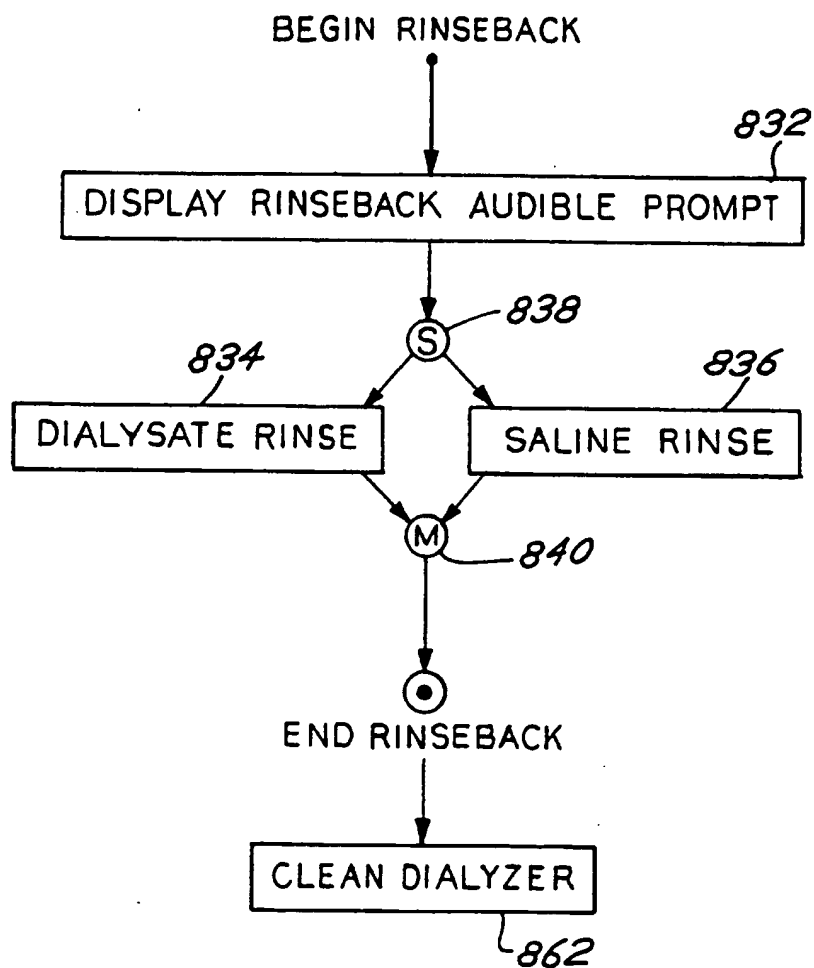 BEGIN RINSEBACK
832
DISPLAY RINSEBACK AUDIBLE PROMPT
S
838
834
836
DIALYSATE RINSE
SALINE RINSE
M
840
END RINSEBACK
CLEAN DIALYZER
862